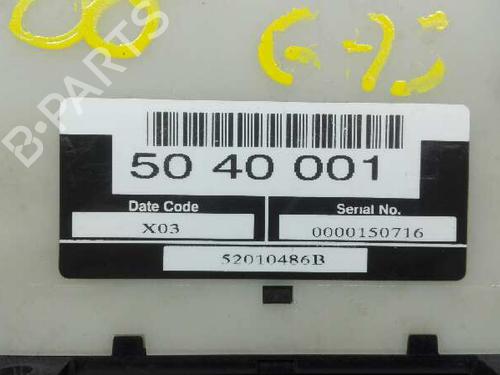 B-PARTS
50 40 001
Date Code
Serial No.
X03
0000150716
52010486B